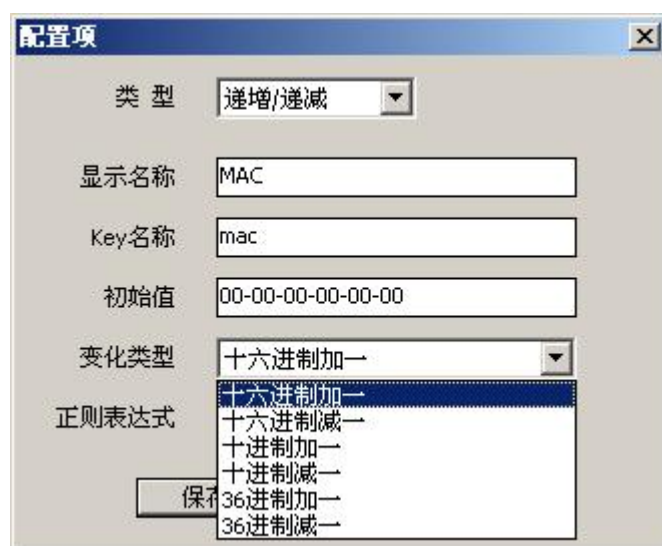 配置项
类 型 递增/递减
显示名称 MAC
Key名称 mac
初始值 00-00-00-00-00-00
变化类型 十六进制加一
十六进制加一
正则表达式 十六进制减一
十进制加一
十进制减一
保存 36进制加一
36进制减一